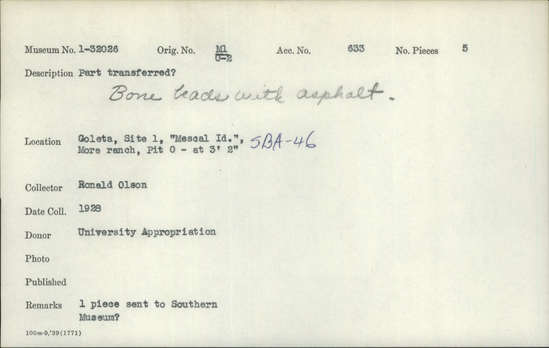 Museum No. 1-32026 Orig. No. M1 Acc. No. 633 No. Pieces 5
0-2
Description Part transferred?
Bone beads with asphalt.
Location Goleta, Site 1, "Mescal Id.", SBA-46
More ranch, Pit O - at 3' 2"
Collector Ronald Olson
Date Coll. 1928
Donor University Appropriation
Photo
Published
Remarks 1 piece sent to Southern
Museum?
100m-9,'39(1771)